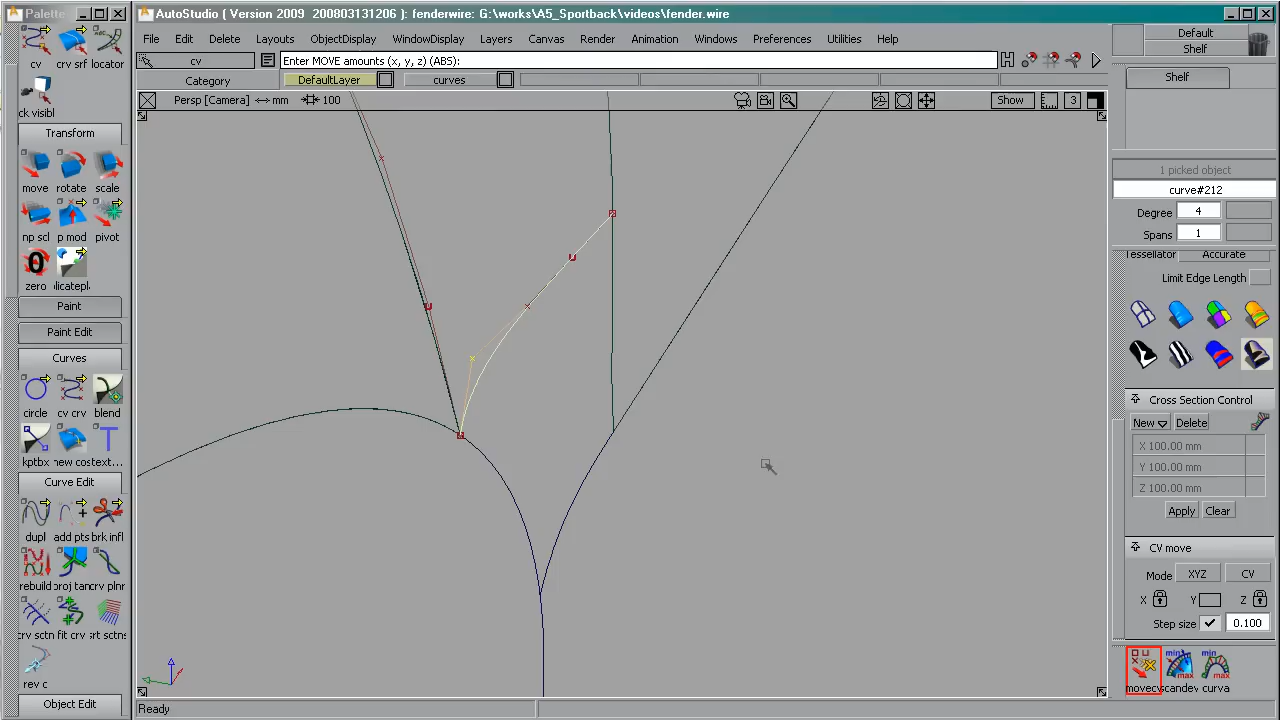 Palette
AutoStudio ( Version 2009 200803131206 ): fenderwire: G:\works\A5_Sportback\videos\fender.wire
File Edit Delete Layouts ObjectDisplay WindowDisplay Layers Canvas Render Animation Windows Preferences Utilities Help
Default
Shelf
cv
Enter MOVE amounts (x, y, z) (ABS):
Category
DefaultLayer
curves
Shelf
Persp [Camera] mm 100
Show
3
cv crv srf locator
ck visibl
Transform
move rotate scale
np scl p mod pivot
zero licatepl
Paint
Paint Edit
Curves
circle cv crv blend
kptbx new cos text...
Curve Edit
dupl add pts brk infl
rebuild proj tan crv plnr
crv sctn fit crv srt sctns
rev c
Object Edit
1 picked object
curve#212
Degree 4
Spans 1
Tessellator Accurate
Limit Edge Length
Cross Section Control
New Delete
X 100.00 mm
Y 100.00 mm
Z 100.00 mm
Apply Clear
CV move
Mode XYZ CV
X Y Z
Step size 0.100
min min
max max
movecv scandev curva
Ready